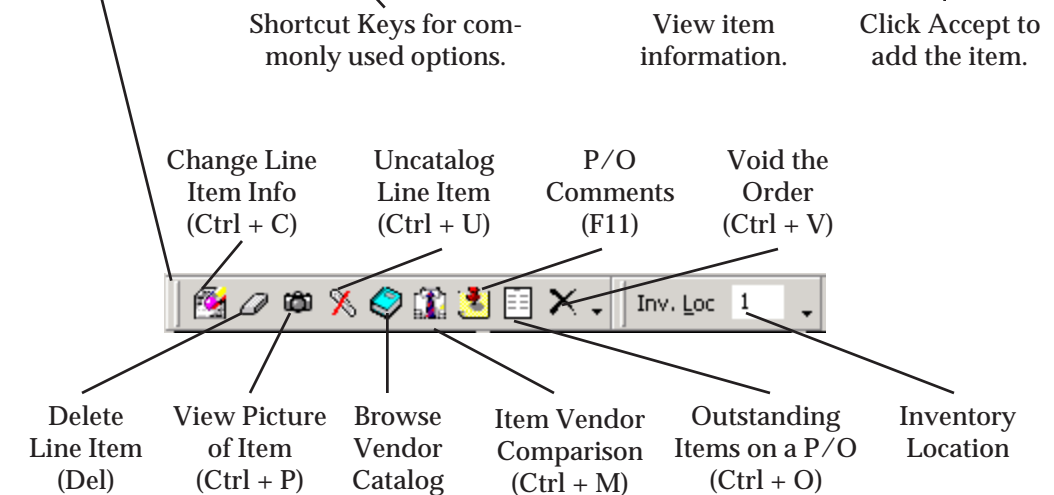 Shortcut Keys for com-
monly used options.
View item
information.
Click Accept to
add the item.
Change Line
Item Info
(Ctrl + C)
Uncatalog
Line Item
(Ctrl + U)
P/O
Comments
(F11)
Void the
Order
(Ctrl + V)
Inv. Loc 1
Delete
Line Item
(Del)
View Picture
of Item
(Ctrl + P)
Browse
Vendor
Catalog
Item Vendor
Comparison
(Ctrl + M)
Outstanding
Items on a P/O
(Ctrl + O)
Inventory
Location